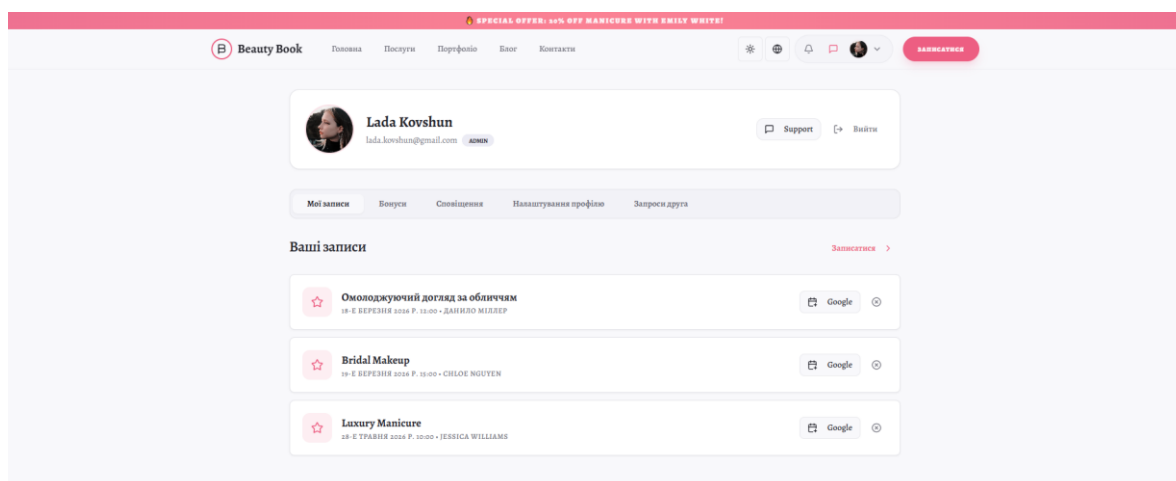 🔥 SPECIAL OFFER: 20% OFF MANICURE WITH EMILY WHITE!
B Beauty Book Головна Послуги Портфоліо Блог Контакти ЗАПИСАТИСЯ
Lada Kovshun
lada.kovshun@gmail.com ADMIN
Support Вийти
Мої записи Бонуси Сповіщення Налаштування профілю Запроси друга
Ваші записи Записатися
Омолоджуючий догляд за обличчям
18-Е БЕРЕЗНЯ 2026 Р. 12:00 • ДАНИЛО МІЛЛЕР
Google
Bridal Makeup
19-Е БЕРЕЗНЯ 2026 Р. 15:00 • CHLOE NGUYEN
Google
Luxury Manicure
28-Е ТРАВНЯ 2026 Р. 10:00 • JESSICA WILLIAMS
Google